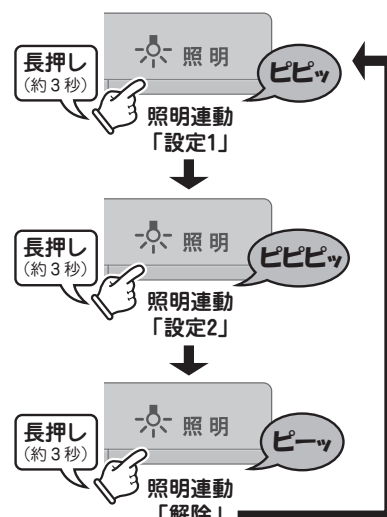 長押し
(約3秒)
照明
ピピッ
照明連動
「設定1」
長押し
(約3秒)
照明
ピピピッ
照明連動
「設定2」
長押し
(約3秒)
照明
ピーッ
照明連動
「解除」